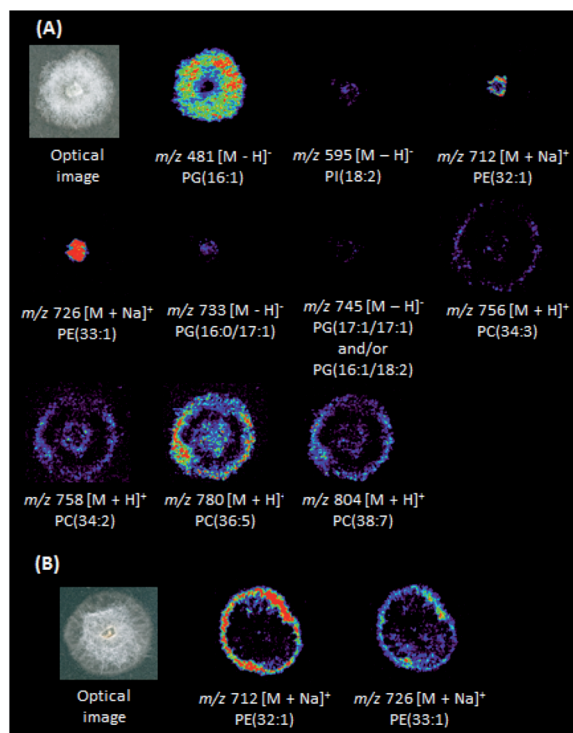 (A)
Optical image
m/z 481 [M - H]⁻
PG(16:1)
m/z 595 [M – H]⁻
PI(18:2)
m/z 712 [M + Na]⁺
PE(32:1)
m/z 726 [M + Na]⁺
PE(33:1)
m/z 733 [M - H]⁻
PG(16:0/17:1)
m/z 745 [M – H]⁻
PG(17:1/17:1)
and/or
PG(16:1/18:2)
m/z 756 [M + H]⁺
PC(34:3)
m/z 758 [M + H]⁺
PC(34:2)
m/z 780 [M + H]⁻
PC(36:5)
m/z 804 [M + H]⁺
PC(38:7)
(B)
Optical
image
m/z 712 [M + Na]⁺
PE(32:1)
m/z 726 [M + Na]⁺
PE(33:1)